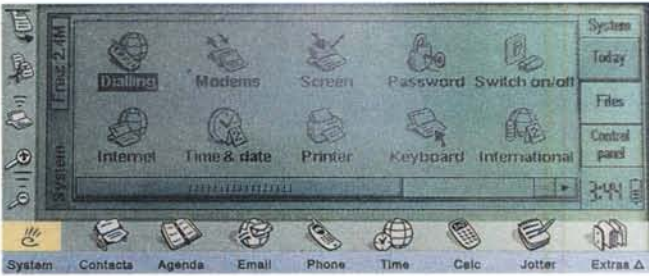 System
Free 2.4M
Dialling Modems Screen Password Switch on/off
Internet Time & date Printer Keyboard International
System
Today
Files
Control
panel
3:44
System Contacts Agenda Email Phone Time Calc Jotter Extras Δ